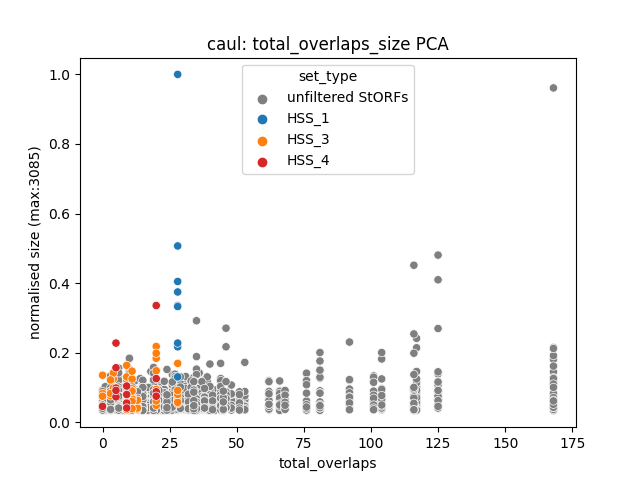 caul: total_overlaps_size PCA
set_type
unfiltered StORFs
HSS_1
HSS_3
HSS_4
normalised size (max:3085)
1.0
0.8
0.6
0.4
0.2
0.0
0
25
50
75
100
125
150
175
total_overlaps